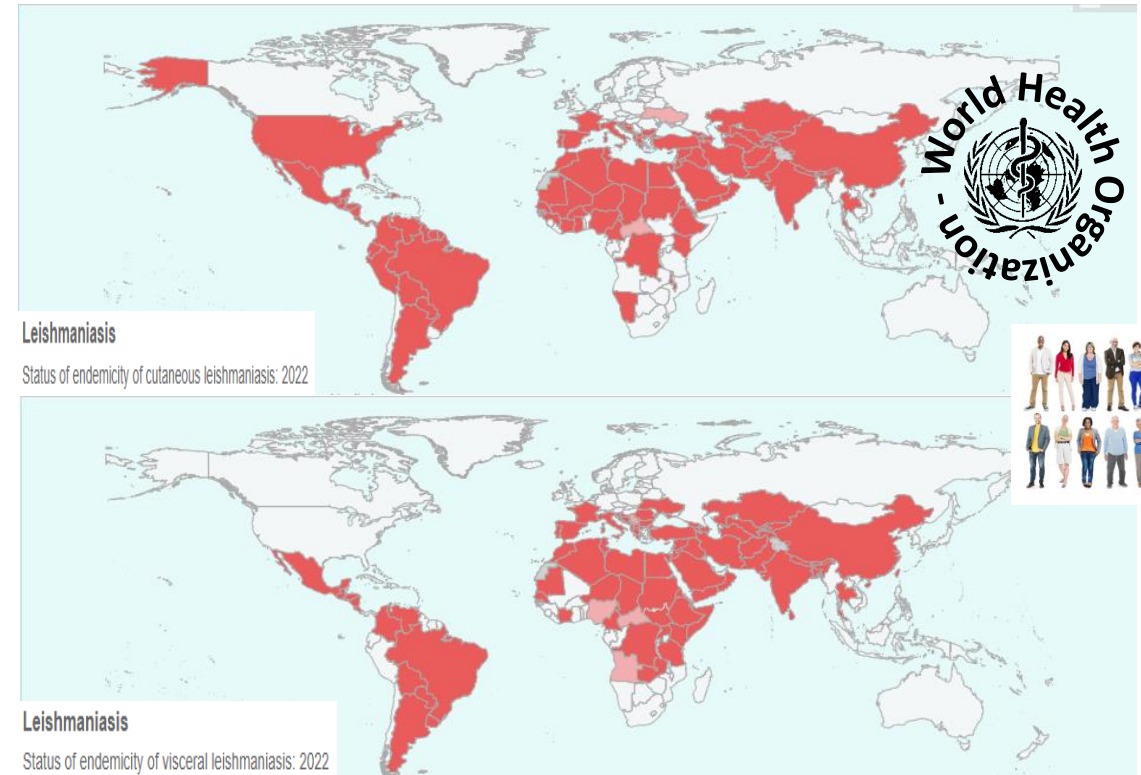 World Health Organization -
Leishmaniasis
Status of endemicity of cutaneous leishmaniasis: 2022
Leishmaniasis
Status of endemicity of visceral leishmaniasis: 2022